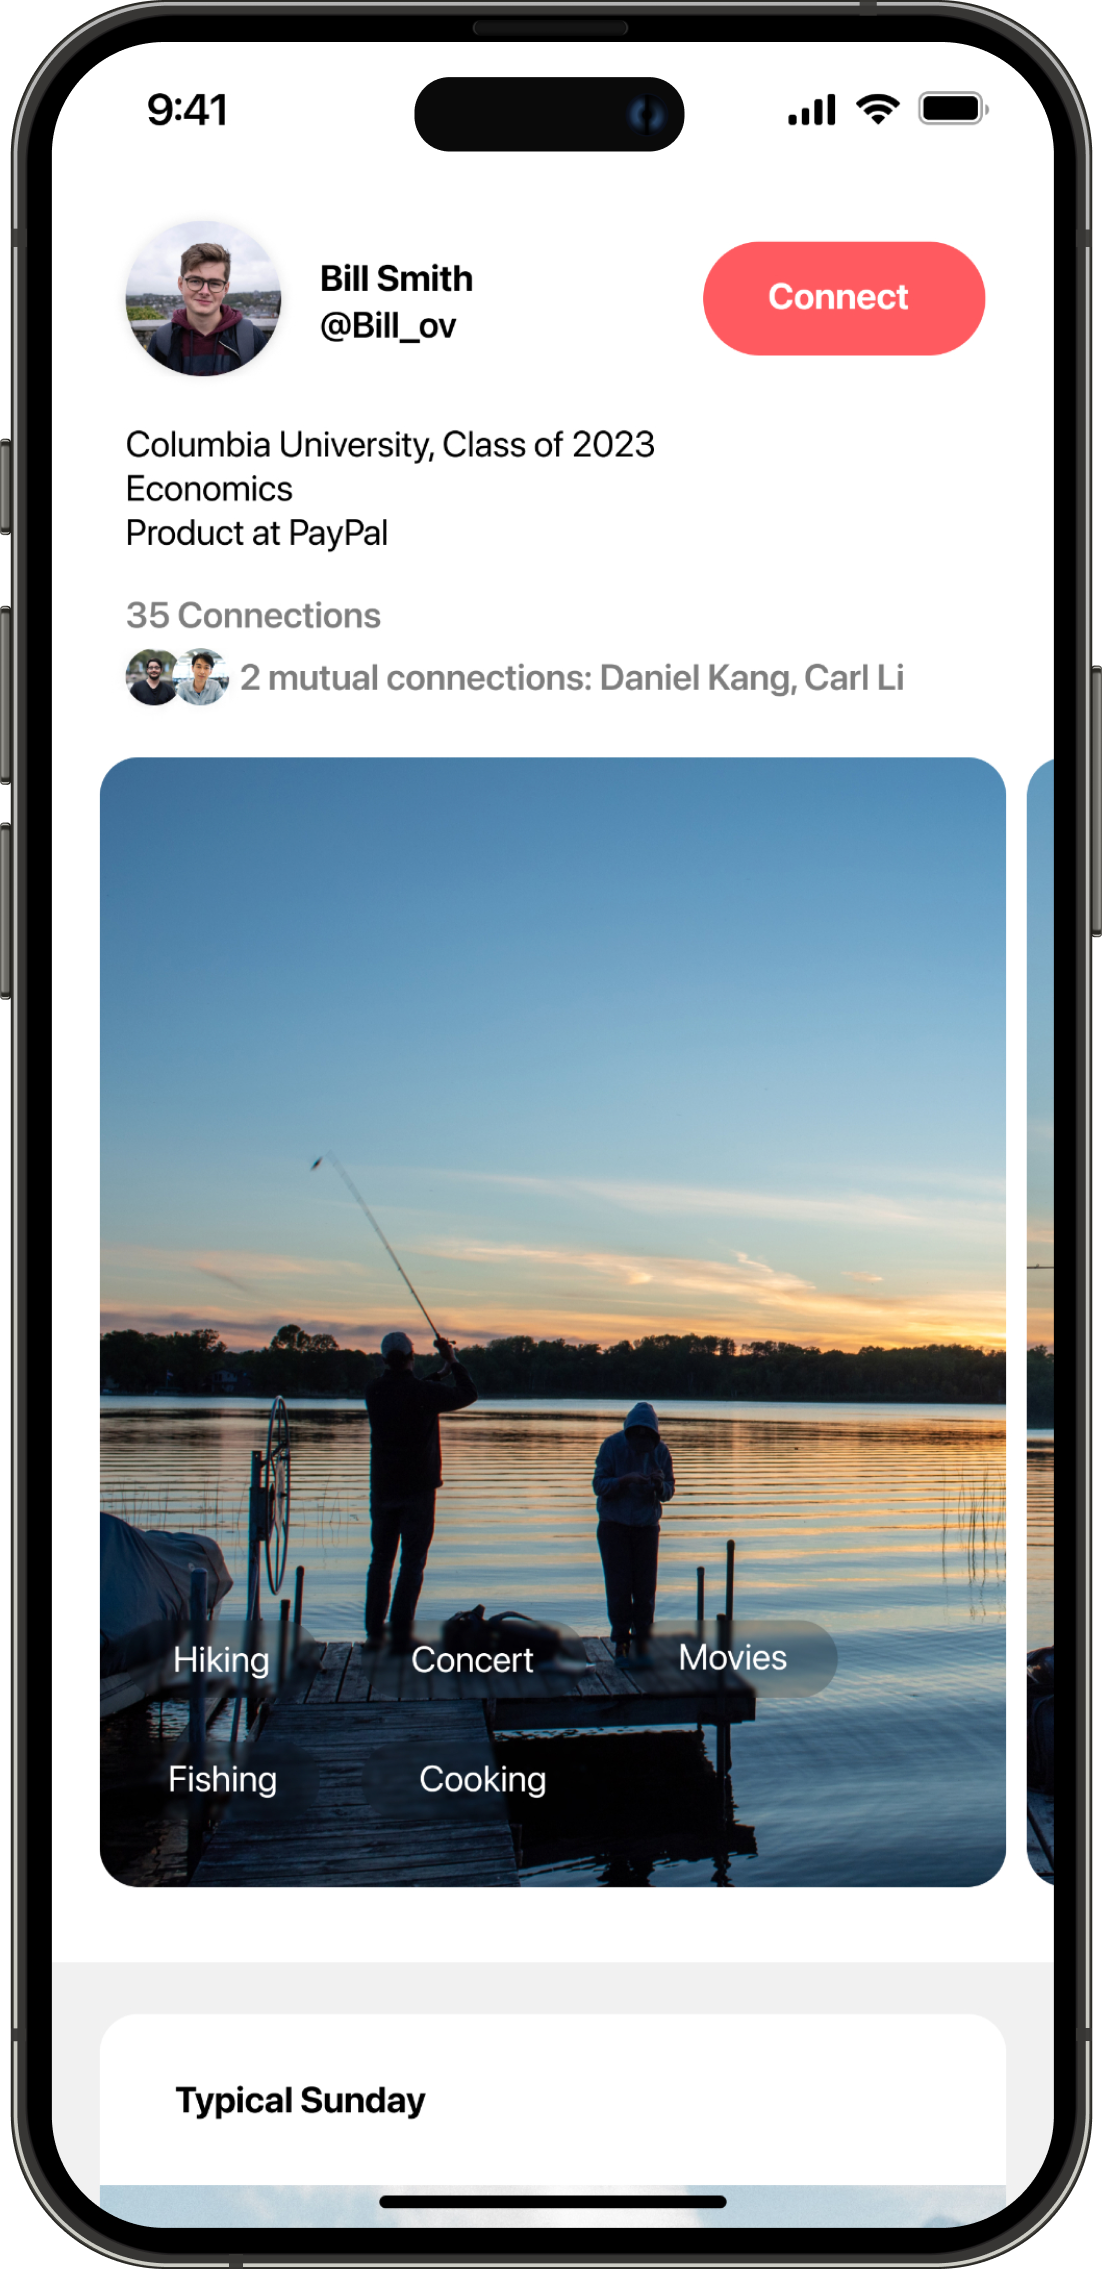 9:41
Bill Smith
@Bill_ov
Connect
Columbia University, Class of 2023
Economics
Product at PayPal
35 Connections
2 mutual connections: Daniel Kang, Carl Li
Hiking
Concert
Movies
Fishing
Cooking
Typical Sunday